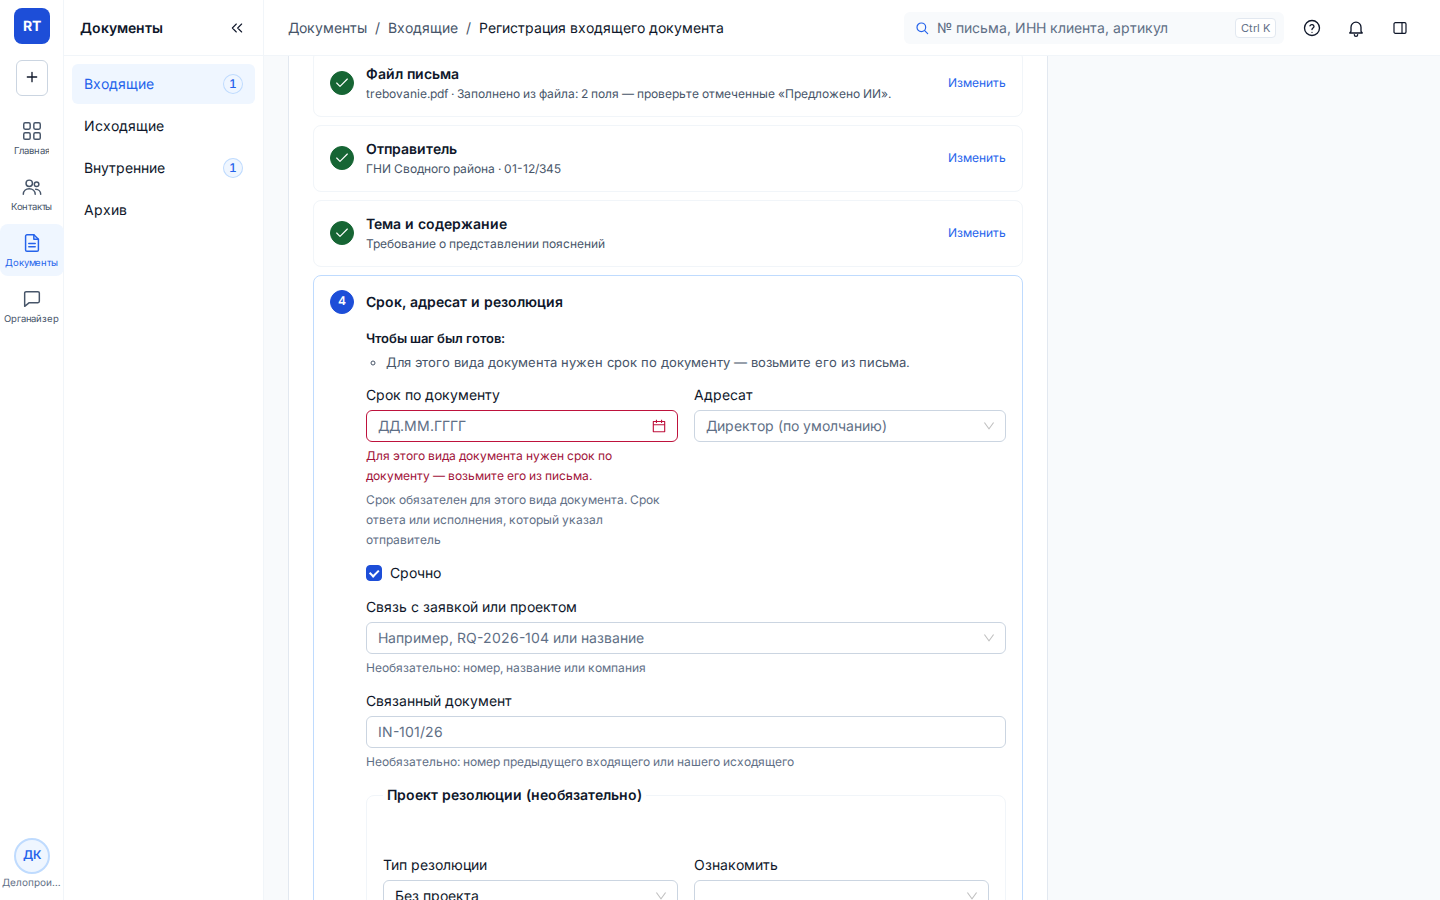 RT
Документы
Документы / Входящие / Регистрация входящего документа
№ письма, ИНН клиента, артикул
Ctrl K
Главная
Контакты
Документы
Органайзер
ДК
Делопрои...
Входящие 1
Исходящие
Внутренние 1
Архив
Файл письма
trebovanie.pdf · Заполнено из файла: 2 поля — проверьте отмеченные «Предложено ИИ».
Изменить
Отправитель
ГНИ Сводного района · 01-12/345
Изменить
Тема и содержание
Требование о представлении пояснений
Изменить
4 Срок, адресат и резолюция
Чтобы шаг был готов:
Для этого вида документа нужен срок по документу — возьмите его из письма.
Срок по документу
ДД.ММ.ГГГГ
Для этого вида документа нужен срок по
документу — возьмите его из письма.
Срок обязателен для этого вида документа. Срок
ответа или исполнения, который указал
отправитель
Адресат
Директор (по умолчанию)
Срочно
Связь с заявкой или проектом
Например, RQ-2026-104 или название
Необязательно: номер, название или компания
Связанный документ
IN-101/26
Необязательно: номер предыдущего входящего или нашего исходящего
Проект резолюции (необязательно)
Тип резолюции
Без проекта
Ознакомить